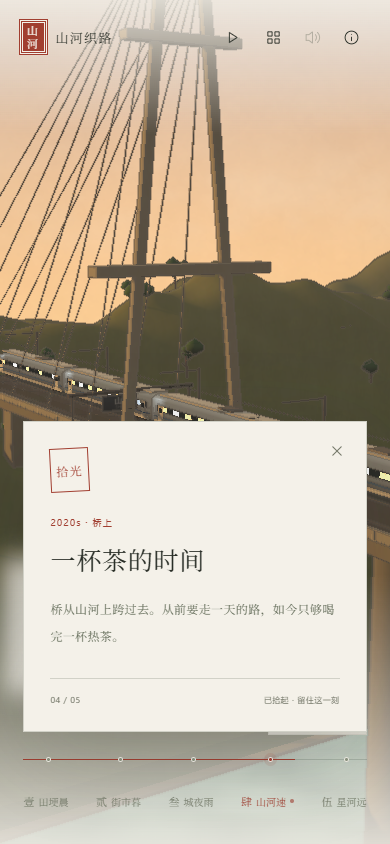 山河
山河织路
拾光
2020s · 桥上
一杯茶的时间
桥从山河上跨过去。从前要走一天的路，如今只够喝
完一杯热茶。
04 / 05
已拾起 · 留住这一刻
壹 山埂晨
贰 街市暮
叁 城夜雨
肆 山河速
伍 星河远